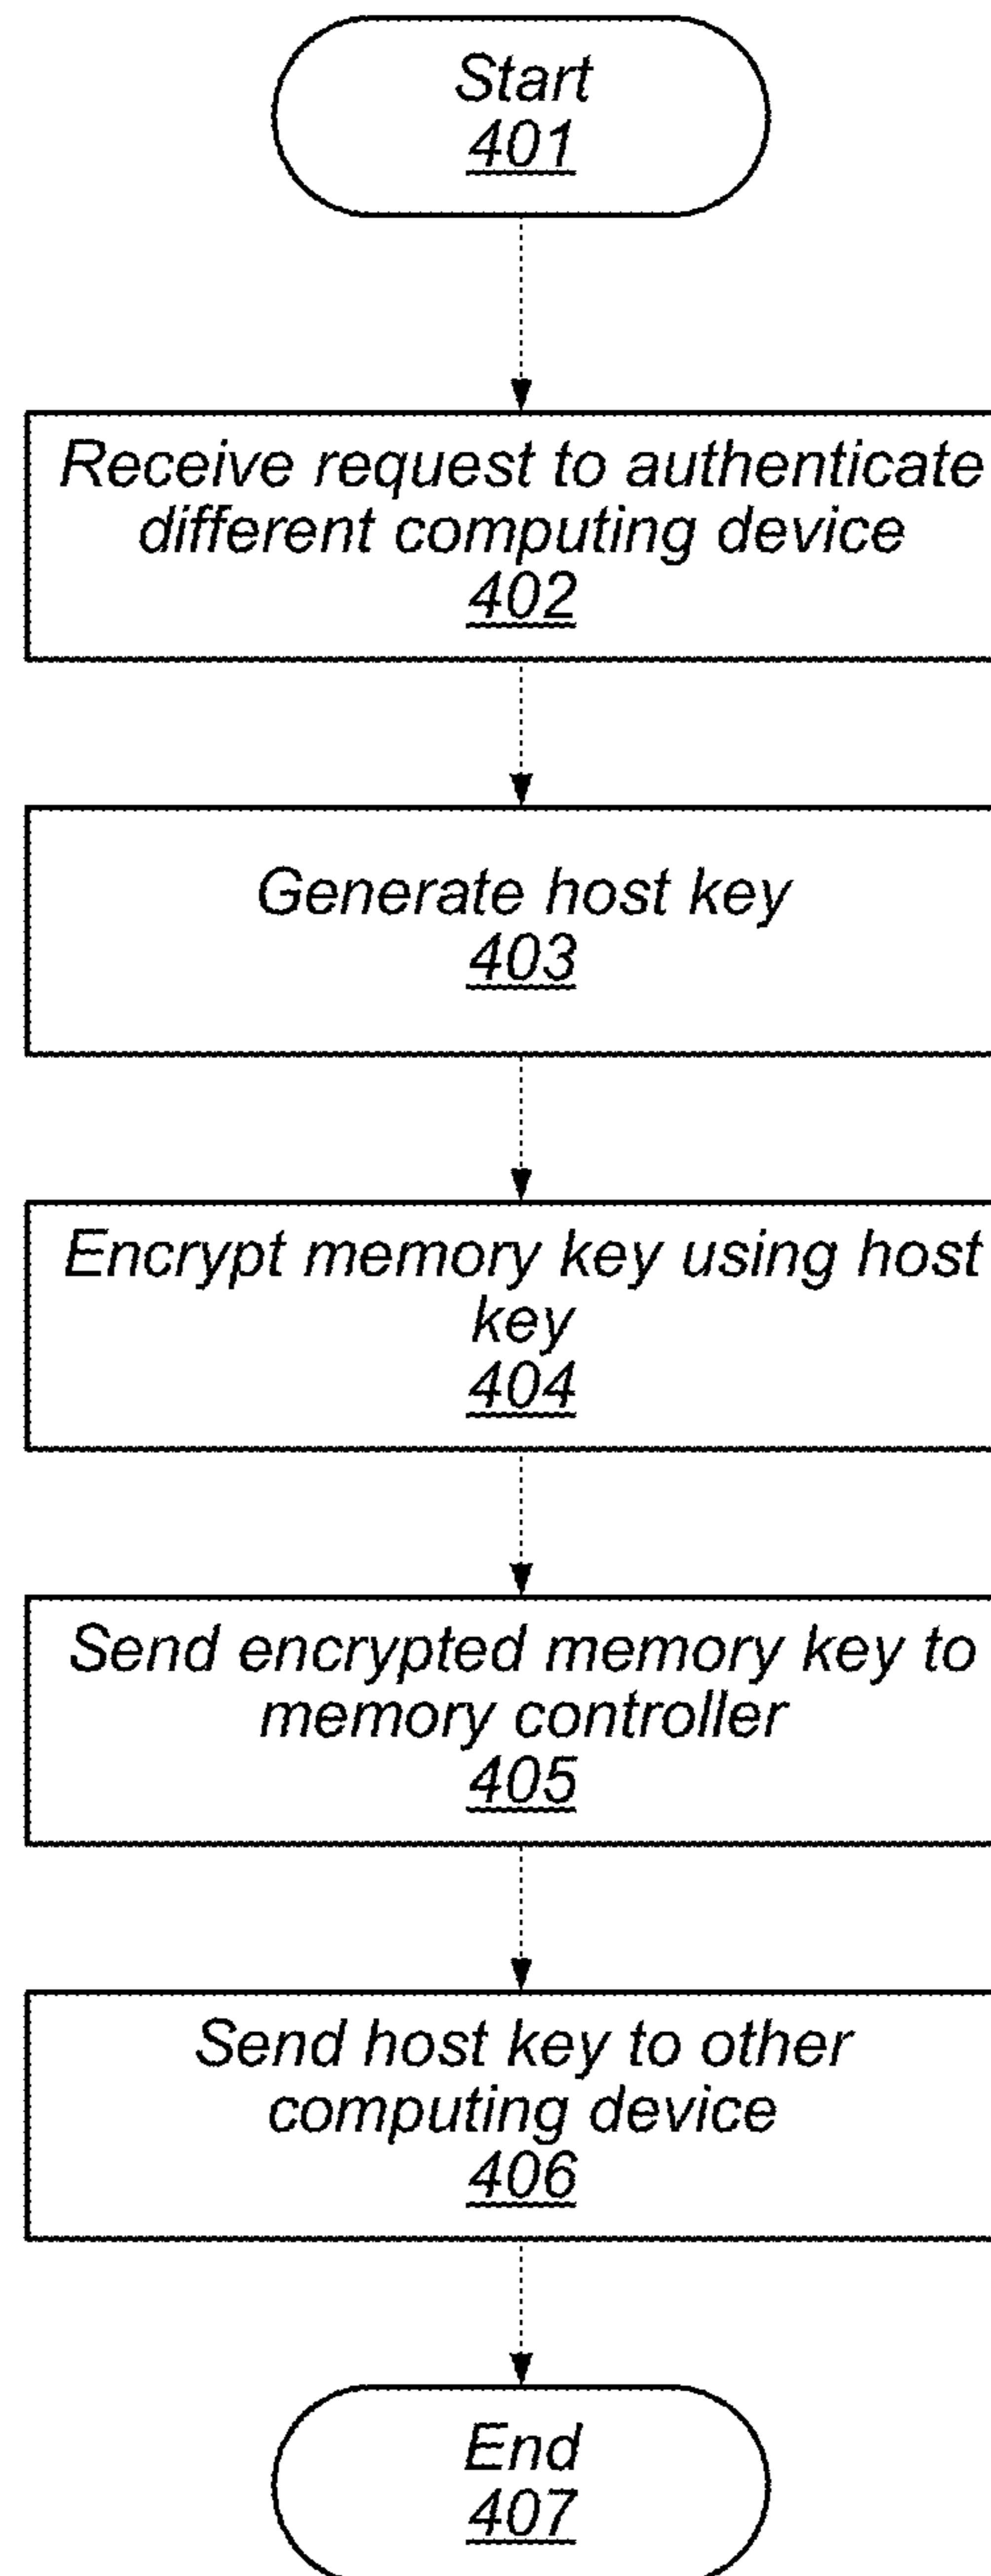 Start
401
Receive request to authenticate
different computing device
402
Generate host key
403
Encrypt memory key using host
key
404
Send encrypted memory key to
memory controller
405
Send host key to other
computing device
406
End
407